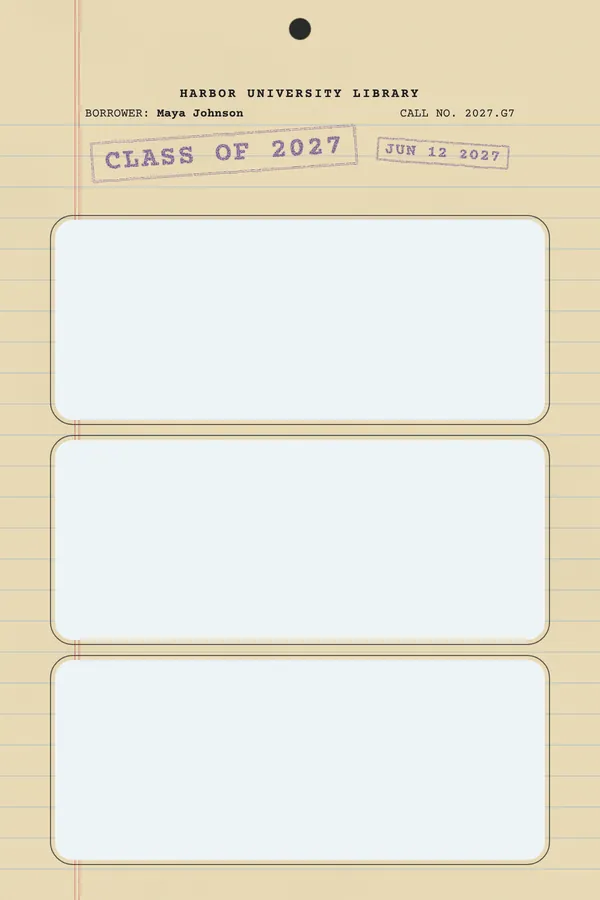 HARBOR UNIVERSITY LIBRARY
BORROWER: Maya Johnson CALL NO. 2027.G7
CLASS OF 2027 JUN 12 2027